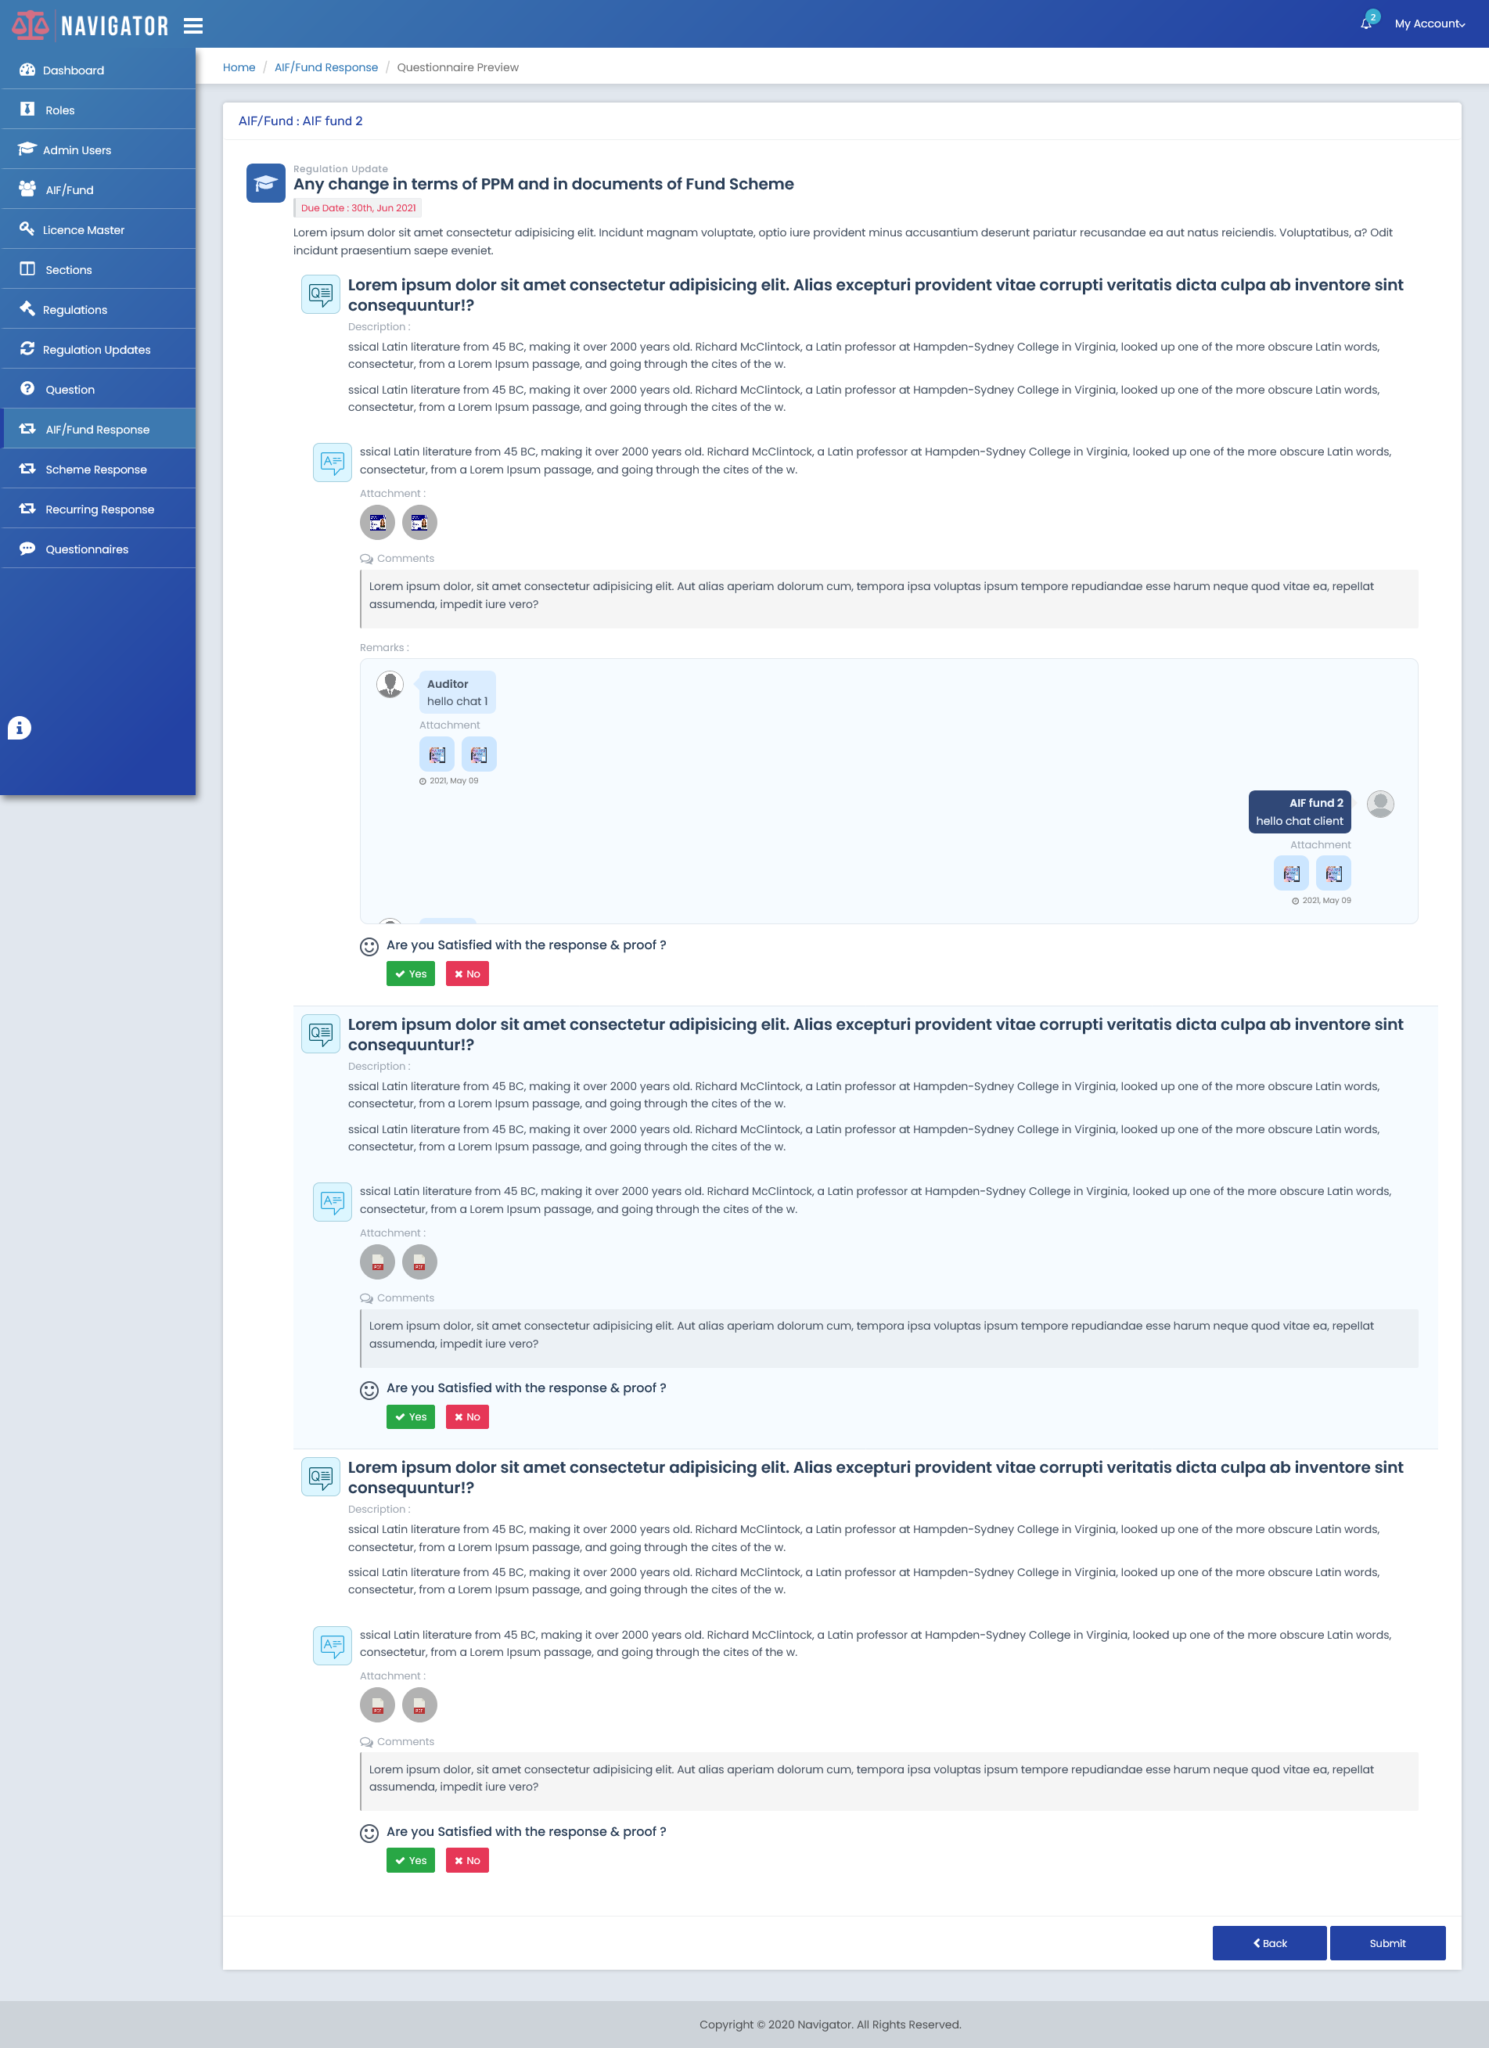 NAVIGATOR
2
My Account
Dashboard
Roles
Admin Users
AIF/Fund
Licence Master
Sections
Regulations
Regulation Updates
Question
AIF/Fund Response
Scheme Response
Recurring Response
Questionnaires
Home / AIF/Fund Response / Questionnaire Preview
AIF/Fund : AIF fund 2
Regulation Update
Any change in terms of PPM and in documents of Fund Scheme
Due Date : 30th, Jun 2021
Lorem ipsum dolor sit amet consectetur adipisicing elit. Incidunt magnam voluptate, optio iure provident minus accusantium deserunt pariatur recusandae ea aut natus reiciendis. Voluptatibus, a? Odit
incidunt praesentium saepe eveniet.
Q
Lorem ipsum dolor sit amet consectetur adipisicing elit. Alias excepturi provident vitae corrupti veritatis dicta culpa ab inventore sint
consequuntur!?
Description :
ssical Latin literature from 45 BC, making it over 2000 years old. Richard McClintock, a Latin professor at Hampden-Sydney College in Virginia, looked up one of the more obscure Latin words,
consectetur, from a Lorem Ipsum passage, and going through the cites of the w.
ssical Latin literature from 45 BC, making it over 2000 years old. Richard McClintock, a Latin professor at Hampden-Sydney College in Virginia, looked up one of the more obscure Latin words,
consectetur, from a Lorem Ipsum passage, and going through the cites of the w.
A
ssical Latin literature from 45 BC, making it over 2000 years old. Richard McClintock, a Latin professor at Hampden-Sydney College in Virginia, looked up one of the more obscure Latin words,
consectetur, from a Lorem Ipsum passage, and going through the cites of the w.
Attachment :
Comments
Lorem ipsum dolor, sit amet consectetur adipisicing elit. Aut alias aperiam dolorum cum, tempora ipsa voluptas ipsum tempore repudiandae esse harum neque quod vitae ea, repellat
assumenda, impedit iure vero?
Remarks :
Auditor
hello chat 1
Attachment
2021, May 09
AIF fund 2
hello chat client
Attachment
2021, May 09
Are you Satisfied with the response & proof ?
Yes
No
Q
Lorem ipsum dolor sit amet consectetur adipisicing elit. Alias excepturi provident vitae corrupti veritatis dicta culpa ab inventore sint
consequuntur!?
Description :
ssical Latin literature from 45 BC, making it over 2000 years old. Richard McClintock, a Latin professor at Hampden-Sydney College in Virginia, looked up one of the more obscure Latin words,
consectetur, from a Lorem Ipsum passage, and going through the cites of the w.
ssical Latin literature from 45 BC, making it over 2000 years old. Richard McClintock, a Latin professor at Hampden-Sydney College in Virginia, looked up one of the more obscure Latin words,
consectetur, from a Lorem Ipsum passage, and going through the cites of the w.
A
ssical Latin literature from 45 BC, making it over 2000 years old. Richard McClintock, a Latin professor at Hampden-Sydney College in Virginia, looked up one of the more obscure Latin words,
consectetur, from a Lorem Ipsum passage, and going through the cites of the w.
Attachment :
Comments
Lorem ipsum dolor, sit amet consectetur adipisicing elit. Aut alias aperiam dolorum cum, tempora ipsa voluptas ipsum tempore repudiandae esse harum neque quod vitae ea, repellat
assumenda, impedit iure vero?
Are you Satisfied with the response & proof ?
Yes
No
Q
Lorem ipsum dolor sit amet consectetur adipisicing elit. Alias excepturi provident vitae corrupti veritatis dicta culpa ab inventore sint
consequuntur!?
Description :
ssical Latin literature from 45 BC, making it over 2000 years old. Richard McClintock, a Latin professor at Hampden-Sydney College in Virginia, looked up one of the more obscure Latin words,
consectetur, from a Lorem Ipsum passage, and going through the cites of the w.
ssical Latin literature from 45 BC, making it over 2000 years old. Richard McClintock, a Latin professor at Hampden-Sydney College in Virginia, looked up one of the more obscure Latin words,
consectetur, from a Lorem Ipsum passage, and going through the cites of the w.
A
ssical Latin literature from 45 BC, making it over 2000 years old. Richard McClintock, a Latin professor at Hampden-Sydney College in Virginia, looked up one of the more obscure Latin words,
consectetur, from a Lorem Ipsum passage, and going through the cites of the w.
Attachment :
Comments
Lorem ipsum dolor, sit amet consectetur adipisicing elit. Aut alias aperiam dolorum cum, tempora ipsa voluptas ipsum tempore repudiandae esse harum neque quod vitae ea, repellat
assumenda, impedit iure vero?
Are you Satisfied with the response & proof ?
Yes
No
Back
Submit
Copyright © 2020 Navigator. All Rights Reserved.